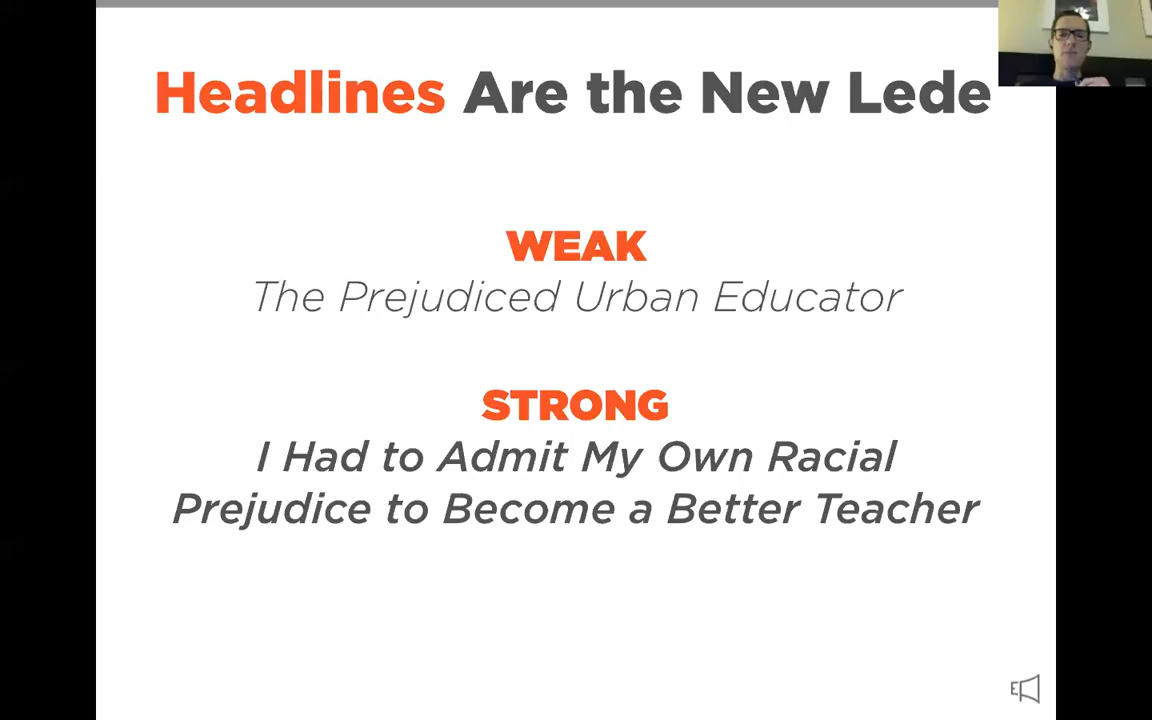 Headlines Are the New Lede
WEAK
The Prejudiced Urban Educator
STRONG
I Had to Admit My Own Racial
Prejudice to Become a Better Teacher